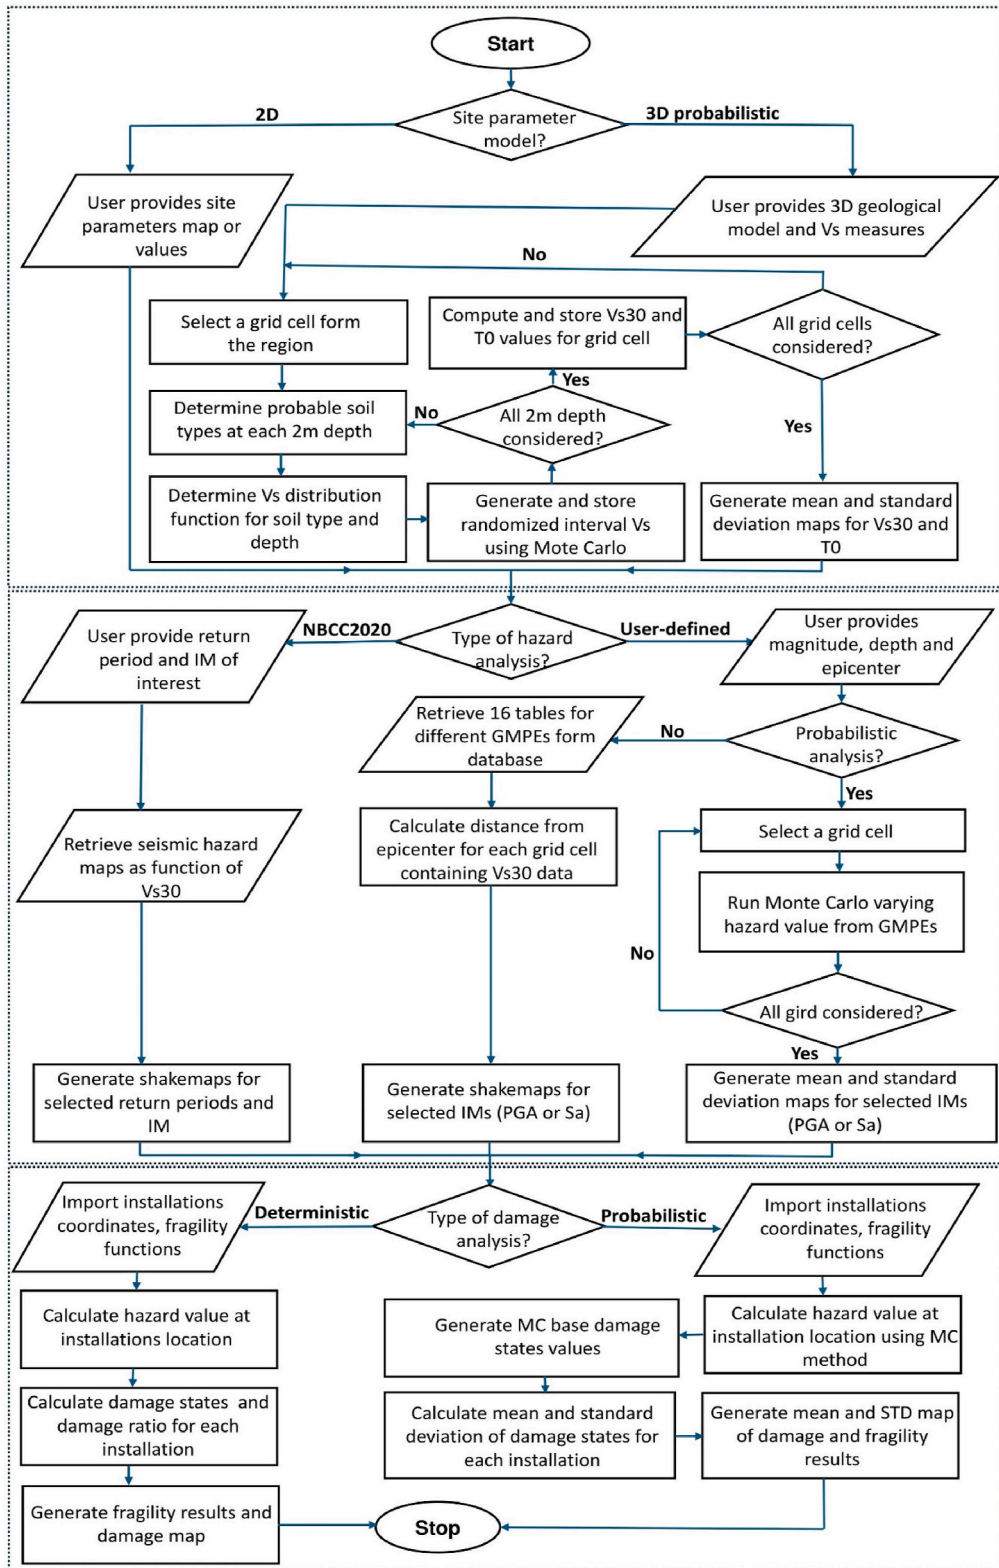 Start
Site parameter
model?
2D
3D probabilistic
User provides site
parameters map or
values
User provides 3D geological
model and Vs measures
No
Select a grid cell form
the region
Compute and store Vs30 and
T0 values for grid cell
All grid cells
considered?
Yes
Determine probable soil
types at each 2m depth
No
All 2m depth
considered?
Yes
Determine Vs distribution
function for soil type and
depth
Generate and store
randomized interval Vs
using Mote Carlo
Generate mean and standard
deviation maps for Vs30 and
T0
User provide return
period and IM of
interest
NBCC2020
Type of hazard
analysis?
User-defined
User provides
magnitude, depth and
epicenter
Retrieve 16 tables for
different GMPEs form
database
No
Probabilistic
analysis?
Yes
Retrieve seismic hazard
maps as function of
Vs30
Calculate distance from
epicenter for each grid cell
containing Vs30 data
Select a grid cell
Run Monte Carlo varying
hazard value from GMPEs
No
All gird considered?
Yes
Generate shakemaps for
selected return periods and
IM
Generate shakemaps for
selected IMs (PGA or Sa)
Generate mean and standard
deviation maps for selected IMs
(PGA or Sa)
Import installations
coordinates, fragility
functions
Deterministic
Type of damage
analysis?
Probabilistic
Import installations
coordinates, fragility
functions
Calculate hazard value at
installations location
Generate MC base damage
states values
Calculate hazard value at
installation location using MC
method
Calculate damage states and
damage ratio for each
installation
Calculate mean and standard
deviation of damage states for
each installation
Generate mean and STD map
of damage and fragility
results
Generate fragility results and
damage map
Stop